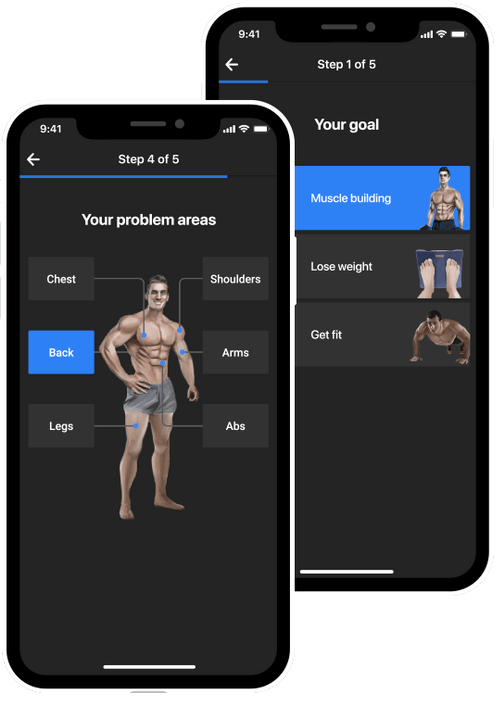 9:41
Step 1 of 5
Your goal
Muscle building
Lose weight
Get fit
9:41
Step 4 of 5
Your problem areas
Chest
Shoulders
Back
Arms
Legs
Abs